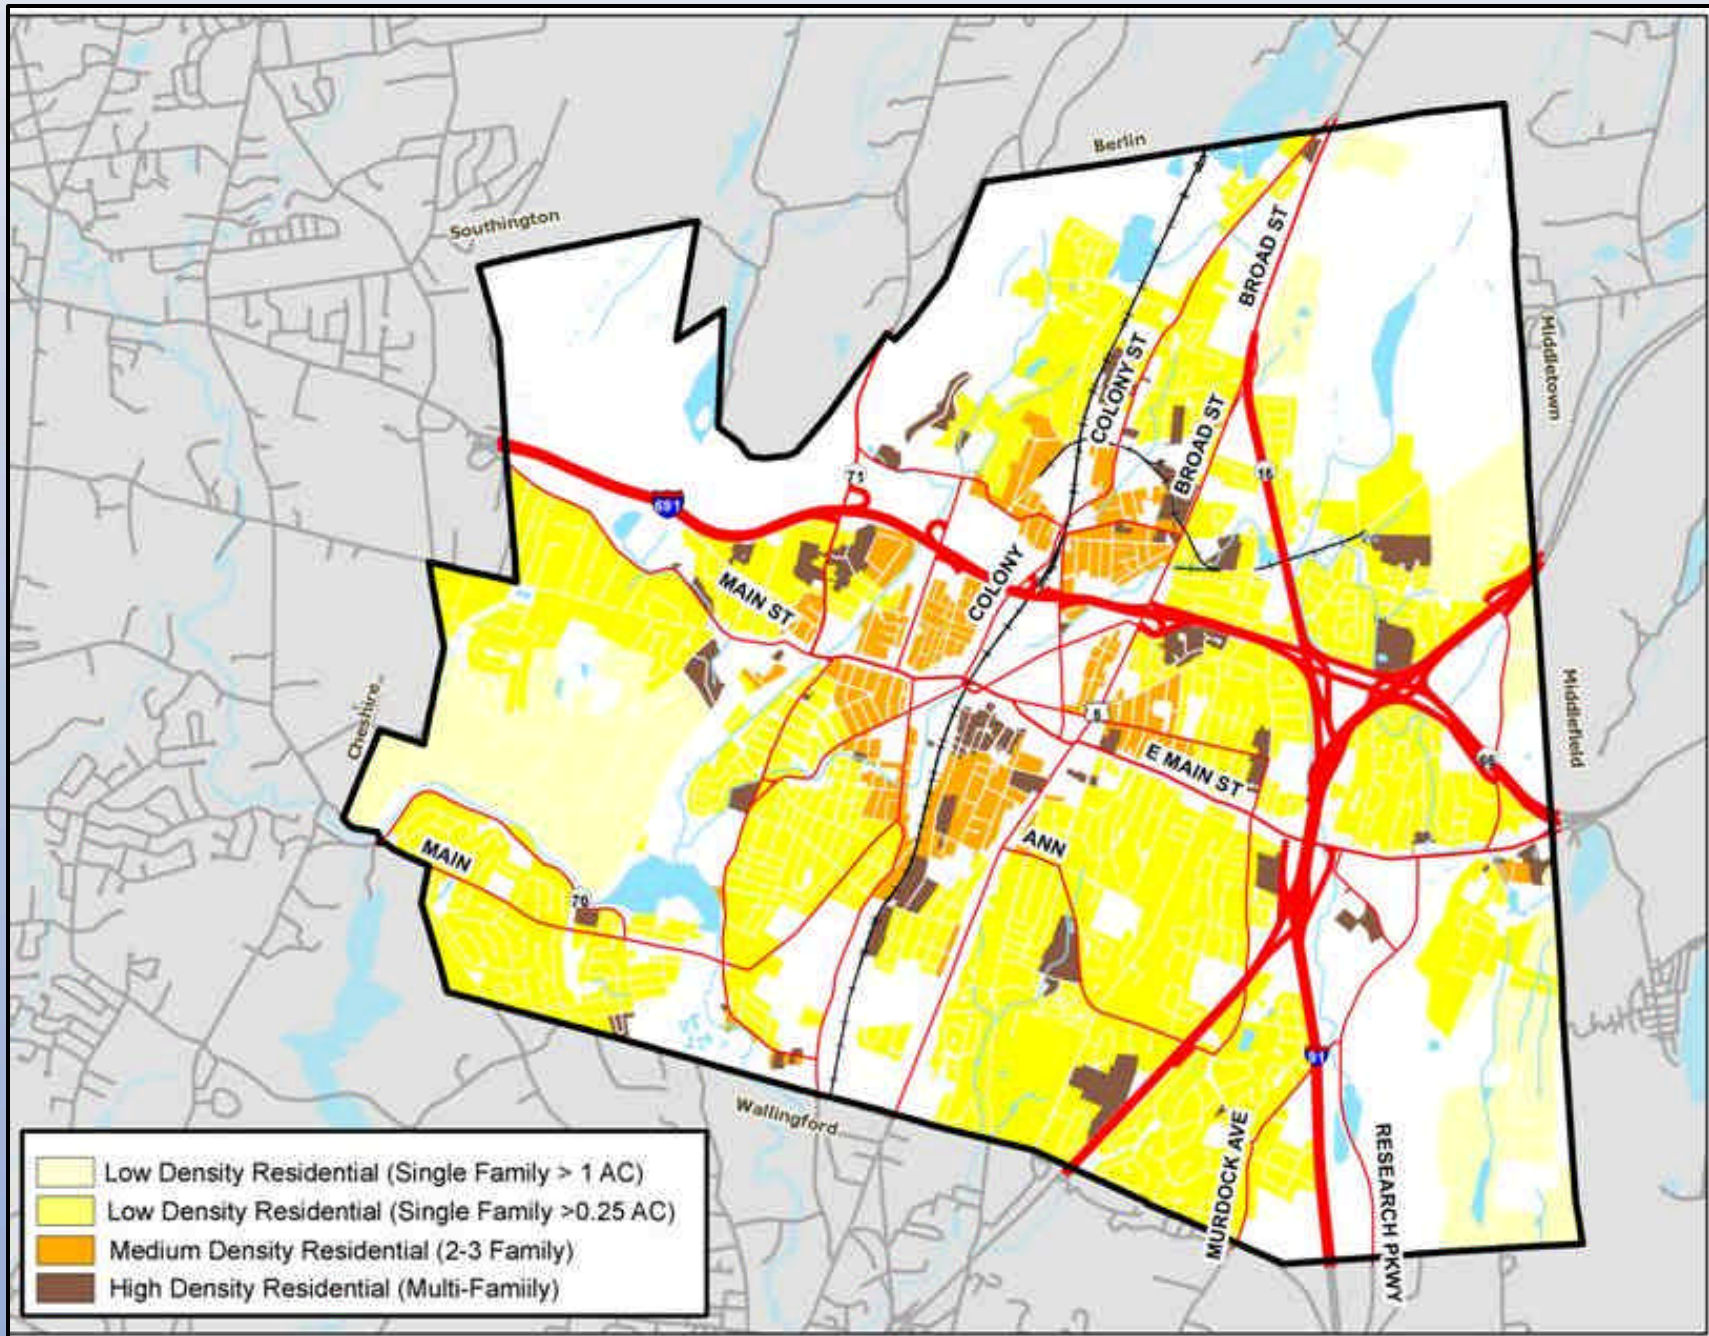 Berlin
Southington
BROAD ST
Middletown
COLONY ST
BROAD ST
71
15
691
COLONY
MAIN ST
Middlefield
Cheshire
5
E MAIN ST
66
ANN
MAIN
70
91
Wallingford
MURDOCK AVE
RESEARCH PKWY
Low Density Residential (Single Family > 1 AC)
Low Density Residential (Single Family >0.25 AC)
Medium Density Residential (2-3 Family)
High Density Residential (Multi-Famiily)